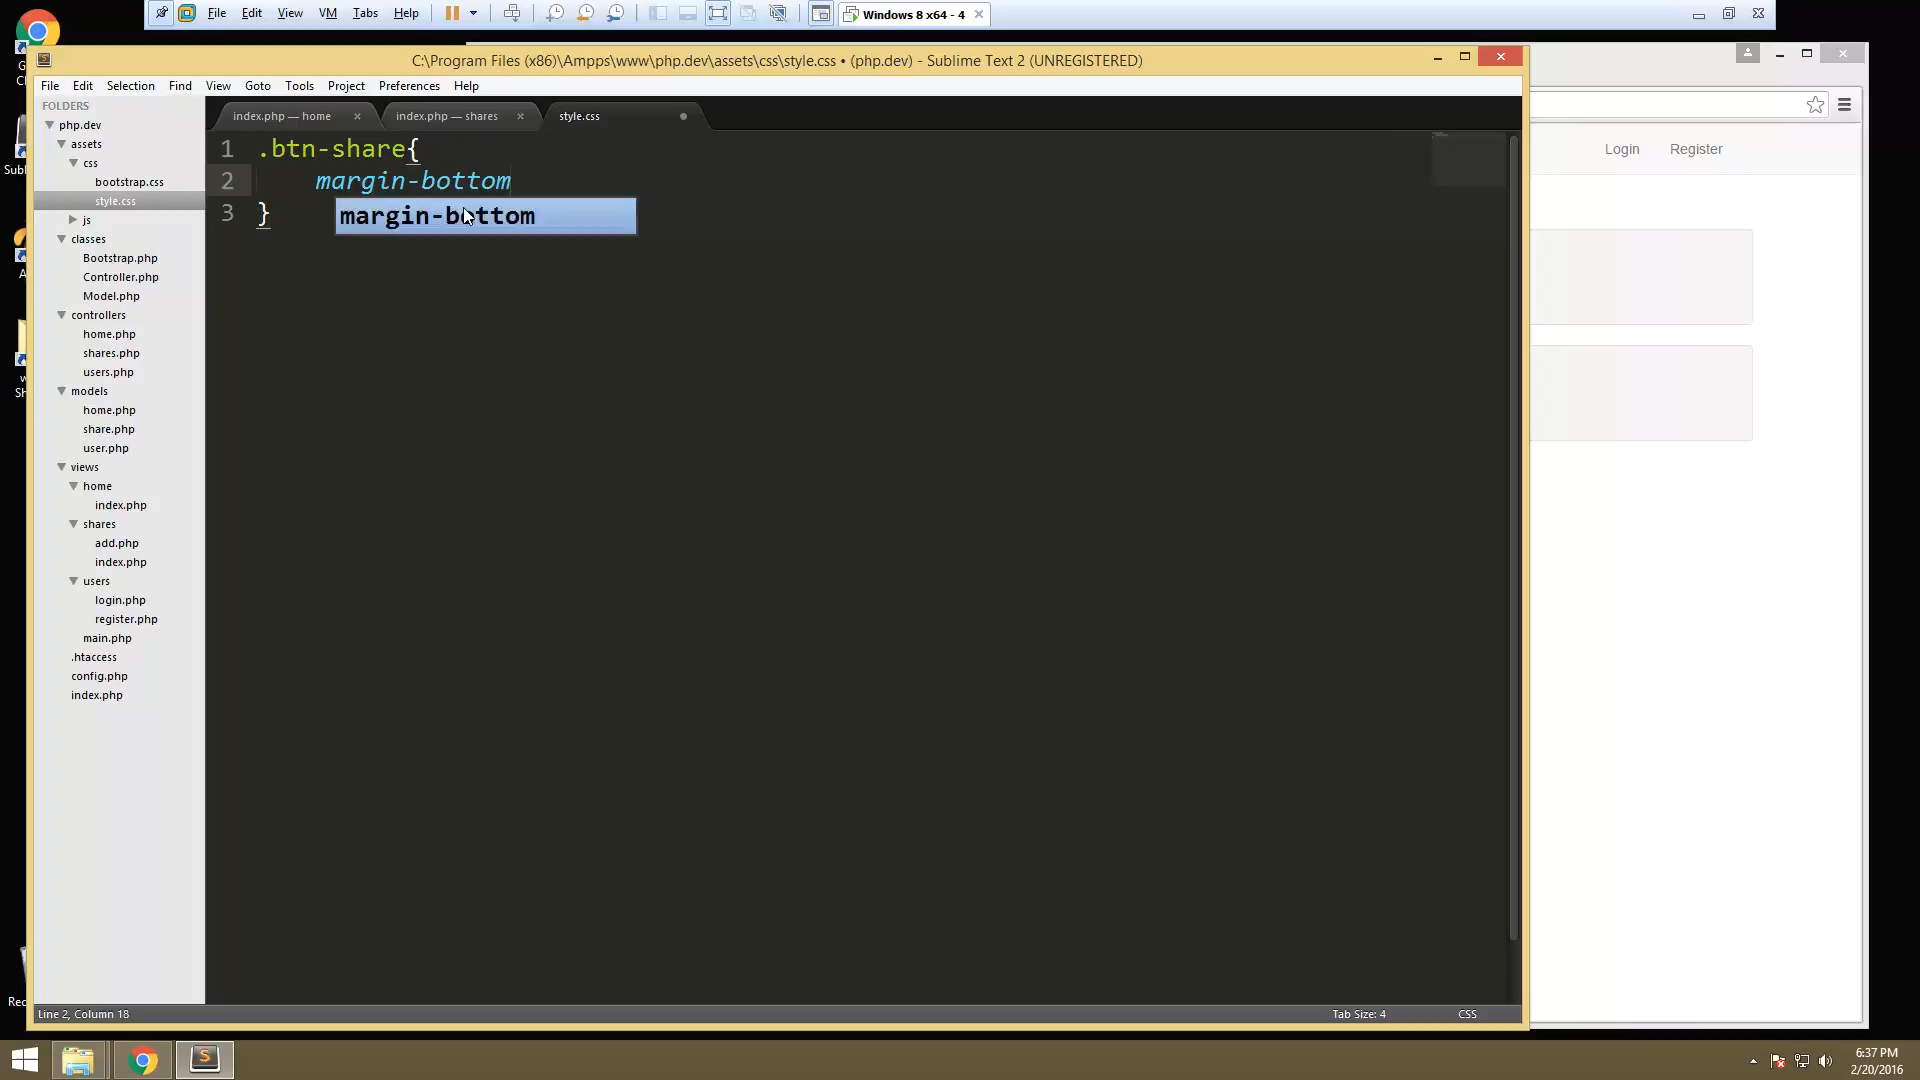 File Edit View VM Tabs Help
Windows 8 x64 - 4
C:\Program Files (x86)\Ampps\www\php.dev\assets\css\style.css • (php.dev) - Sublime Text 2 (UNREGISTERED)
File Edit Selection Find View Goto Tools Project Preferences Help
FOLDERS
php.dev
assets
css
bootstrap.css
style.css
js
classes
Bootstrap.php
Controller.php
Model.php
controllers
home.php
shares.php
users.php
models
home.php
share.php
user.php
views
home
index.php
shares
add.php
index.php
users
login.php
register.php
main.php
.htaccess
config.php
index.php
index.php — home
index.php — shares
style.css
1 .btn-share{
2 margin-bottom
3 }
margin-bottom
Login Register
Line 2, Column 18
Tab Size: 4
CSS
6:37 PM
2/20/2016